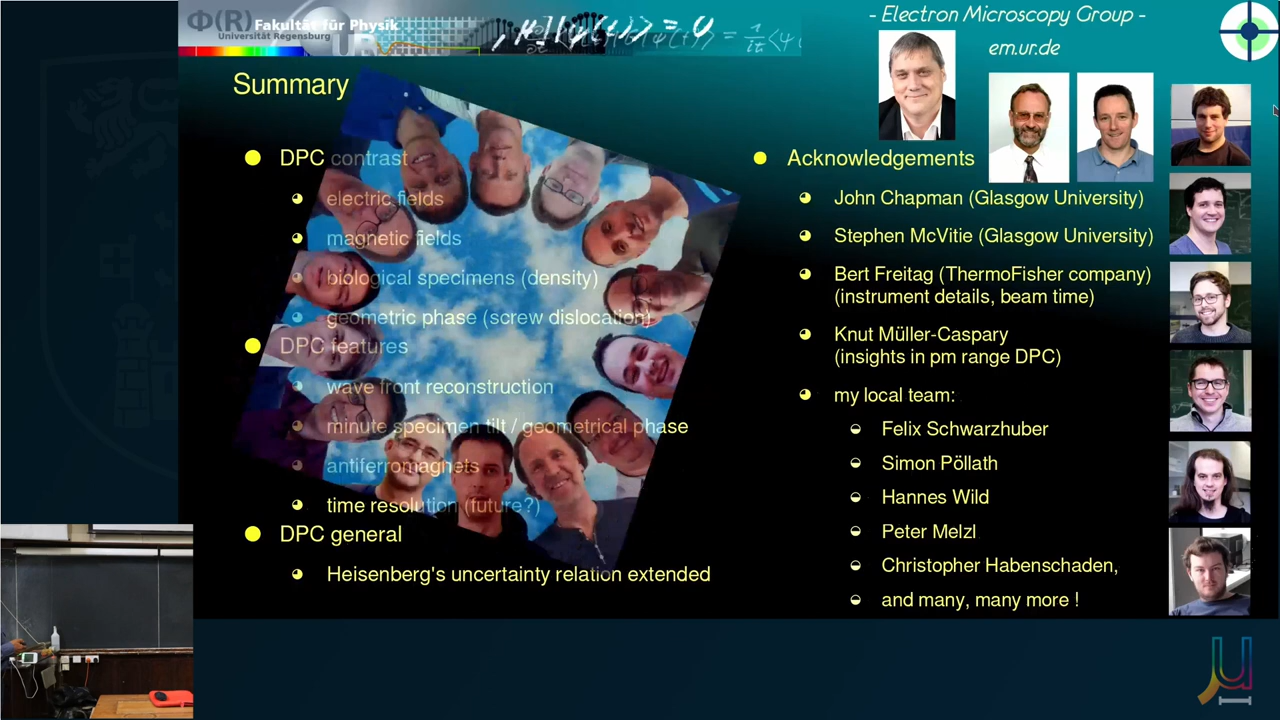 Φ(R) Fakultät für Physik
Universität Regensburg
- Electron Microscopy Group -
em.ur.de
Summary
DPC contrast
electric fields
magnetic fields
biological specimens (density)
geometric phase (screw dislocation)
DPC features
wave front reconstruction
minute specimen tilt / geometrical phase
antiferromagnets
time resolution (future?)
DPC general
Heisenberg's uncertainty relation extended
Acknowledgements
John Chapman (Glasgow University)
Stephen McVitie (Glasgow University)
Bert Freitag (ThermoFisher company)
(instrument details, beam time)
Knut Müller-Caspary
(insights in pm range DPC)
my local team:
Felix Schwarzhuber
Simon Pöllath
Hannes Wild
Peter Melzl
Christopher Habenschaden,
and many, many more !
μ